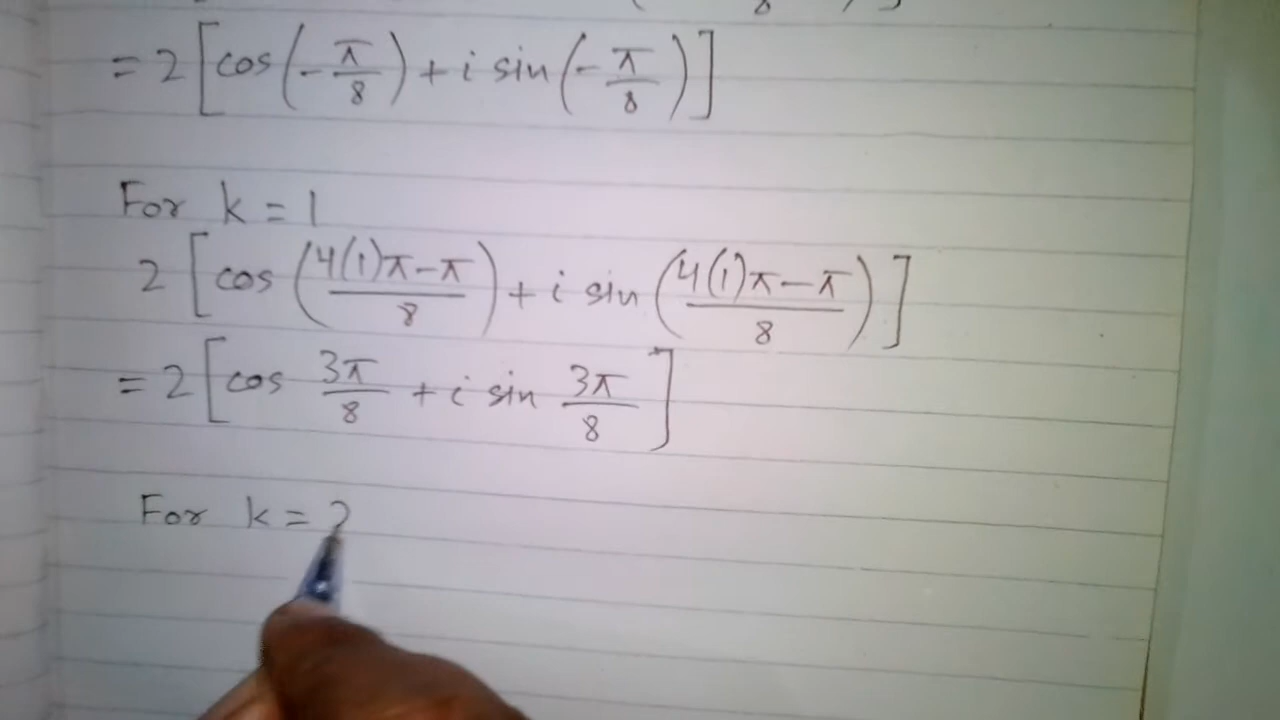 = 2 [cos(-π/8) + i sin(-π/8)]
For k = 1
2 [cos (4(1)π-π/8) + i sin (4(1)π-π/8)]
= 2 [cos 3π/8 + i sin 3π/8]
For k = 2